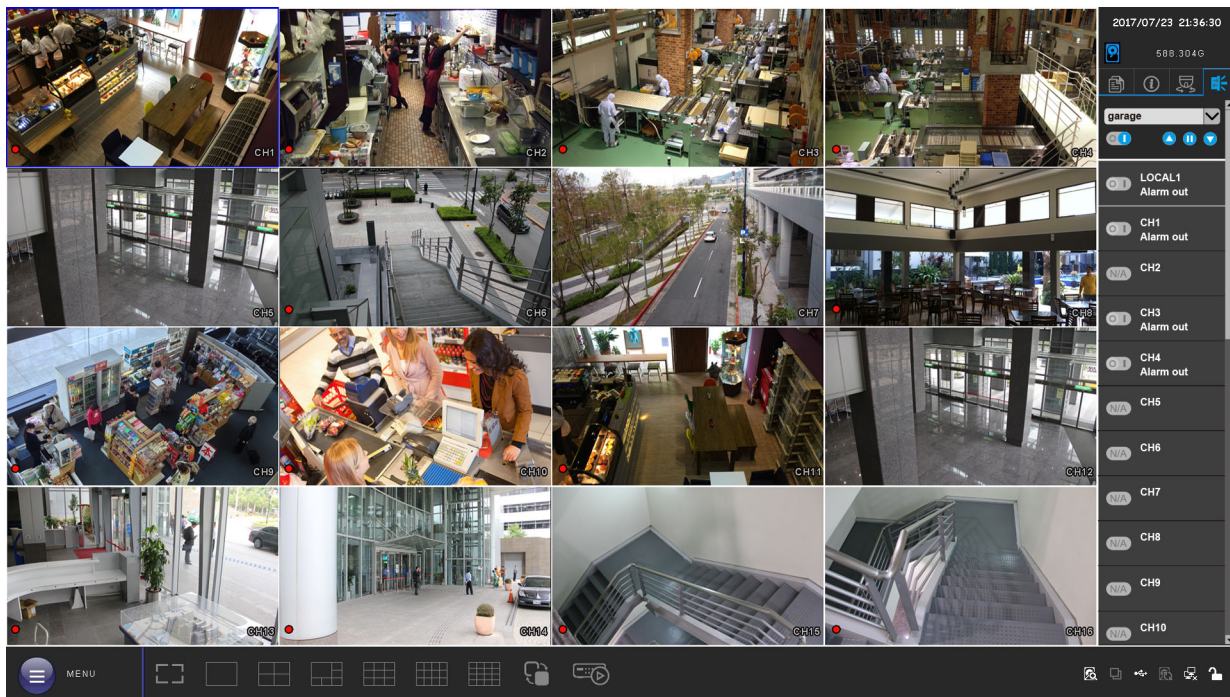 2017/07/23 21:36:30
588.304G
garage
LOCAL1
Alarm out
CH1
Alarm out
N/A CH2
CH3
Alarm out
CH4
Alarm out
N/A CH5
N/A CH6
N/A CH7
N/A CH8
N/A CH9
N/A CH10
CH1
CH2
CH3
CH4
CH5
CH6
CH7
CH8
CH9
CH10
CH11
CH12
CH13
CH14
CH15
CH16
MENU